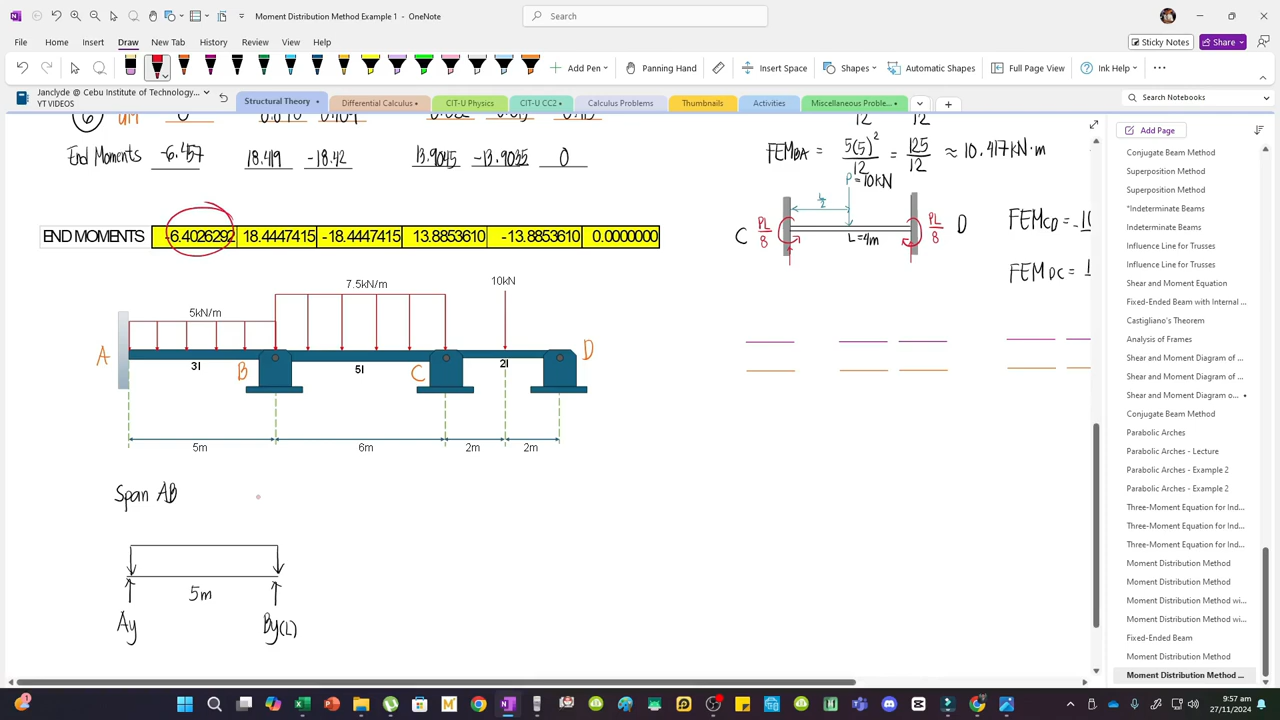 Moment Distribution Method Example 1 - OneNote
Search
File Home Insert Draw New Tab History Review View Help
Sticky Notes Share
Add Pen Panning Hand Insert Space Shapes Automatic Shapes Full Page View Ink Help
Janclyde @ Cebu Institute of Technology...
YT VIDEOS
Structural Theory Differential Calculus CIT-U Physics CIT-U CC2 Calculus Problems Thumbnails Activities Miscellaneous Proble...
Search Notebooks
Add Page
Conjugate Beam Method
Superposition Method
Superposition Method
*Indeterminate Beams
Indeterminate Beams
Influence Line for Trusses
Influence Line for Trusses
Shear and Moment Equation
Fixed-Ended Beam with Internal ...
Castigliano's Theorem
Analysis of Frames
Shear and Moment Diagram of ...
Shear and Moment Diagram of ...
Shear and Moment Diagram o...
Conjugate Beam Method
Parabolic Arches
Parabolic Arches - Lecture
Parabolic Arches - Example 2
Parabolic Arches - Example 2
Three-Moment Equation for Ind...
Three-Moment Equation for Ind...
Three-Moment Equation for Ind...
Moment Distribution Method
Moment Distribution Method
Moment Distribution Method wi...
Moment Distribution Method wi...
Fixed-Ended Beam
Moment Distribution Method
Moment Distribution Method ...
6
End Moments -6.457 18.419 -18.42 13.9045 -13.9035 0
12 12
FEMBA = 5(5)² / 12 = 125 / 12 ≈ 10.417 kN·m
P=10kN
L/2
C PL/8 L=4m PL/8 D
FEMCD = -10
FEMDC = 1
END MOMENTS -6.4026292 18.4447415 -18.4447415 13.8853610 -13.8853610 0.0000000
10kN
7.5kN/m
5kN/m
A B C D
3I 5I 2I
5m 6m 2m 2m
Span AB
5m
Ay By(L)
9:57 am
27/11/2024